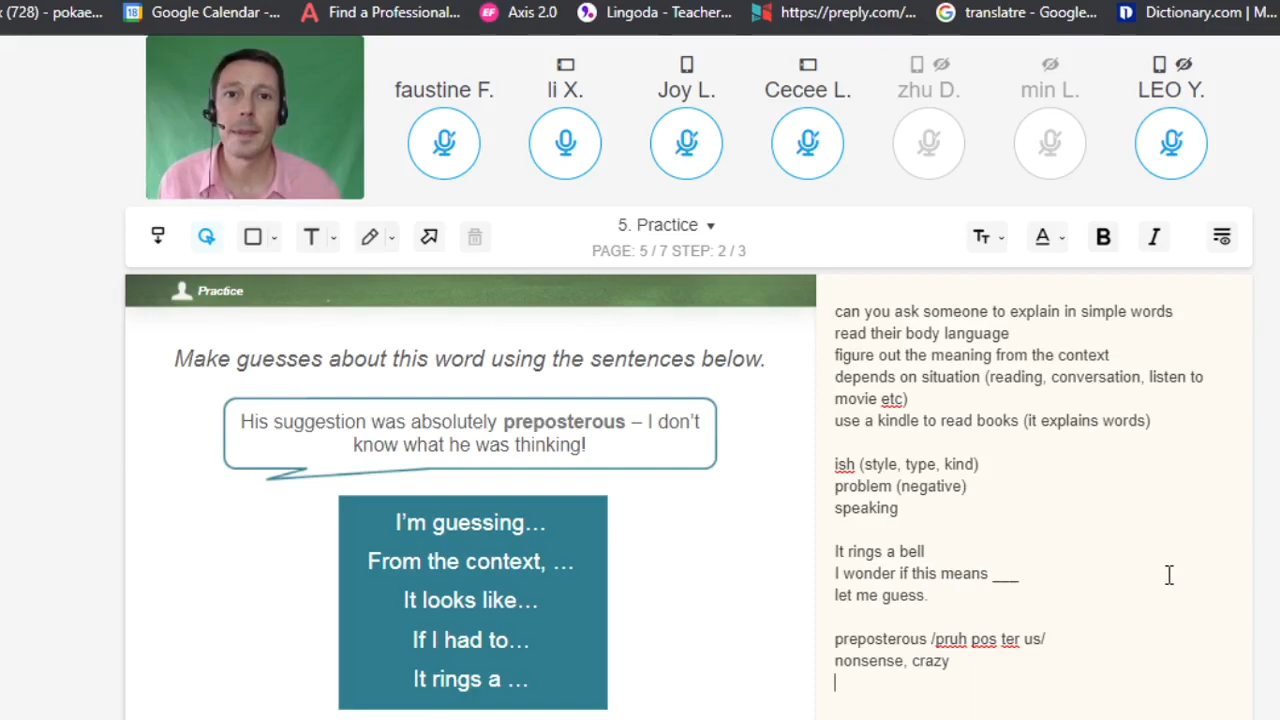 x (728) - pokae...
18
Google Calendar -...
Find a Professional...
EF
Axis 2.0
Lingoda - Teacher...
https://preply.com/...
translatre - Google...
Dictionary.com | M...
faustine F.
li X.
Joy L.
Cecee L.
zhu D.
min L.
LEO Y.
T
5. Practice
PAGE: 5 / 7 STEP: 2 / 3
TT
A
B
I
Practice
Make guesses about this word using the sentences below.
His suggestion was absolutely preposterous – I don't
know what he was thinking!
I'm guessing...
From the context, ...
It looks like...
If I had to...
It rings a ...
can you ask someone to explain in simple words
read their body language
figure out the meaning from the context
depends on situation (reading, conversation, listen to
movie etc)
use a kindle to read books (it explains words)
ish (style, type, kind)
problem (negative)
speaking
It rings a bell
I wonder if this means ___
let me guess.
preposterous /pruh pos ter us/
nonsense, crazy